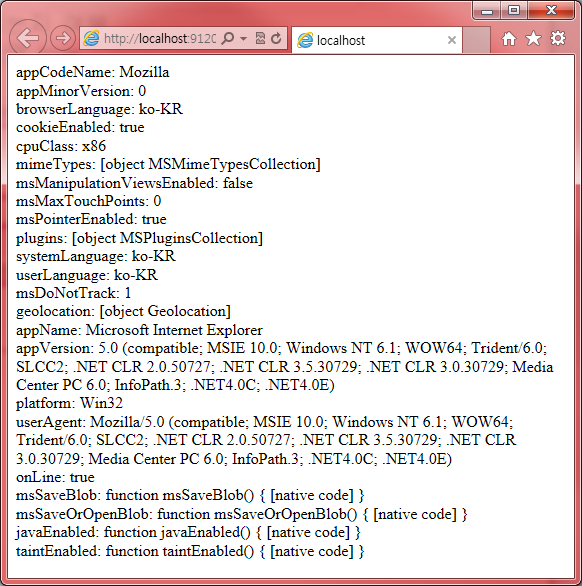 http://localhost:912
localhost
appCodeName: Mozilla
appMinorVersion: 0
browserLanguage: ko-KR
cookieEnabled: true
cpuClass: x86
mimeTypes: [object MSMimeTypesCollection]
msManipulationViewsEnabled: false
msMaxTouchPoints: 0
msPointerEnabled: true
plugins: [object MSPluginsCollection]
systemLanguage: ko-KR
userLanguage: ko-KR
msDoNotTrack: 1
geolocation: [object Geolocation]
appName: Microsoft Internet Explorer
appVersion: 5.0 (compatible; MSIE 10.0; Windows NT 6.1; WOW64; Trident/6.0;
SLCC2; .NET CLR 2.0.50727; .NET CLR 3.5.30729; .NET CLR 3.0.30729; Media
Center PC 6.0; InfoPath.3; .NET4.0C; .NET4.0E)
platform: Win32
userAgent: Mozilla/5.0 (compatible; MSIE 10.0; Windows NT 6.1; WOW64;
Trident/6.0; SLCC2; .NET CLR 2.0.50727; .NET CLR 3.5.30729; .NET CLR
3.0.30729; Media Center PC 6.0; InfoPath.3; .NET4.0C; .NET4.0E)
onLine: true
msSaveBlob: function msSaveBlob() { [native code] }
msSaveOrOpenBlob: function msSaveOrOpenBlob() { [native code] }
javaEnabled: function javaEnabled() { [native code] }
taintEnabled: function taintEnabled() { [native code] }